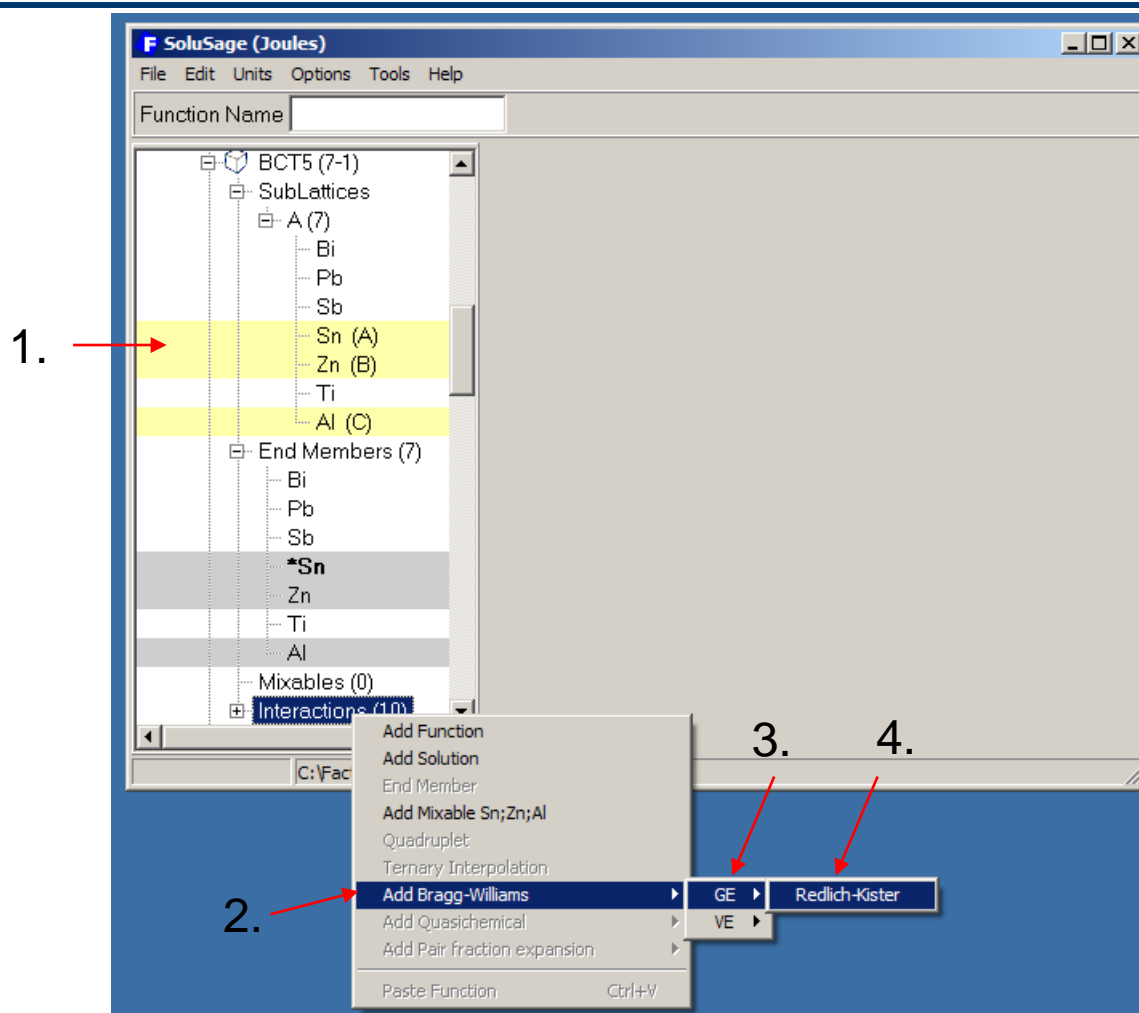 SoluSage (Joules)
File Edit Units Options Tools Help
Function Name
BCT5 (7-1)
SubLattices
A (7)
Bi
Pb
Sb
1.
Sn (A)
Zn (B)
Ti
Al (C)
End Members (7)
Bi
Pb
Sb
*Sn
Zn
Ti
Al
Mixables (0)
Interactions (10)
C:\Fact
3. 4.
Add Function
Add Solution
End Member
Add Mixable Sn;Zn;Al
Quadruplet
Ternary Interpolation
2.
Add Bragg-Williams GE Redlich-Kister
Add Quasichemical VE
Add Pair fraction expansion
Paste Function Ctrl+V